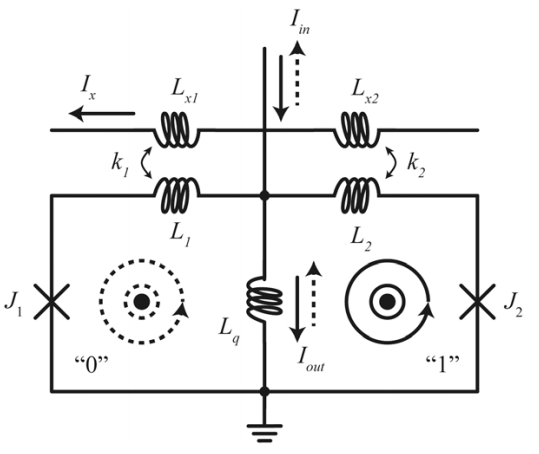 I_in
I_x
L_x1
L_x2
k_1
k_2
L_1
L_2
J_1
J_2
L_q
"0"
I_out
"1"